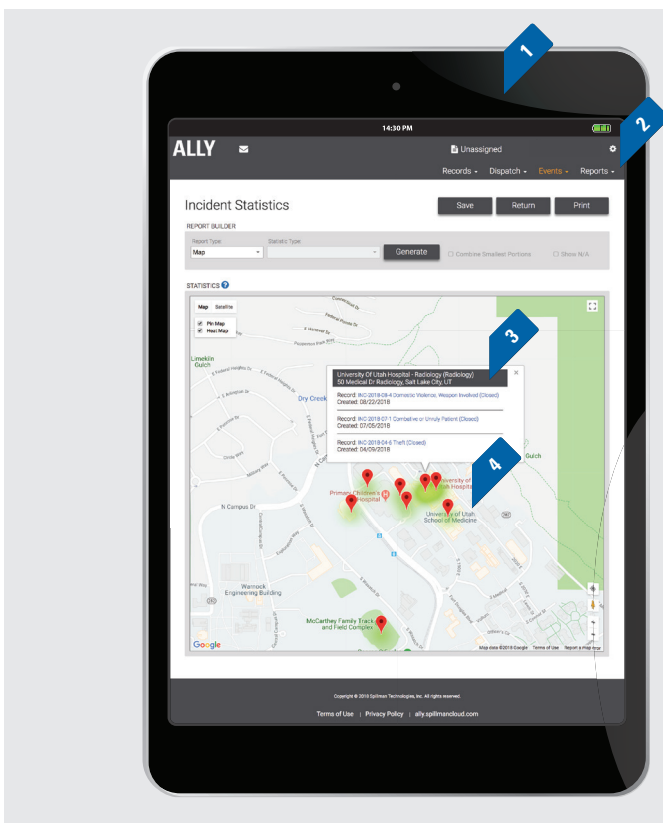 1
2
14:30 PM
ALLY
Unassigned
Records Dispatch Events Reports
Incident Statistics
Save Return Print
REPORT BUILDER
Report Type: Statistic Type:
Map Generate Combine Smallest Portions Show N/A
STATISTICS ?
Map Satellite
Pin Map
Heat Map
3
Connecticut Dr
Federal Pointe Dr
Limekiln
Gulch
Dry Creek
University Of Utah Hospital - Radiology (Radiology)
50 Medical Dr Radiology, Salt Lake City, UT
Record: INC-2018-08-4 Domestic Violence, Weapon Involved (Closed)
Created: 08/22/2018
Record: INC-2018-07-1 Combative or Unruly Patient (Closed)
Created: 07/05/2018
Record: INC-2018-04-6 Theft (Closed)
Created: 04/09/2018
4
Gulch
Primary Children's
Hospital
University of
Utah Hospital
N Campus Dr
University of Utah
School of Medicine
Warnock
Engineering Building
McCarthey Family Track
and Field Complex
Google
Map data ©2018 Google Terms of Use Report a map error
Copyright © 2018 Spillman Technologies, Inc. All rights reserved.
Terms of Use | Privacy Policy | ally.spillmancloud.com